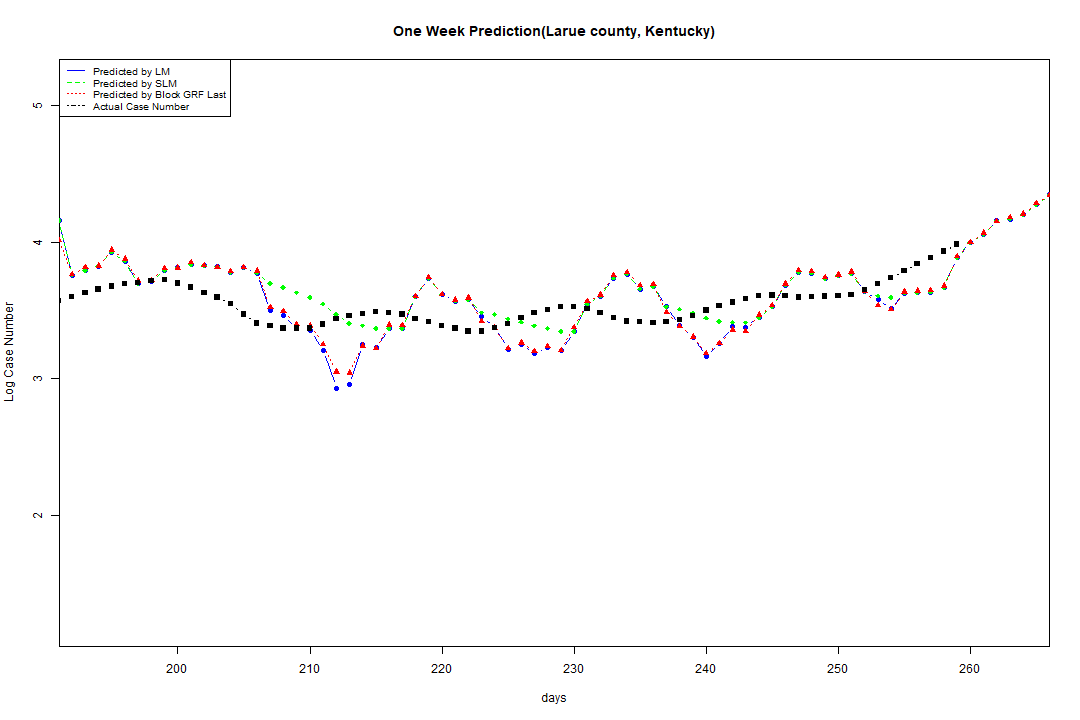 One Week Prediction(Larue county, Kentucky)
Predicted by LM
Predicted by SLM
Predicted by Block GRF Last
Actual Case Number
5
4
3
2
Log Case Number
200 210 220 230 240 250 260
days